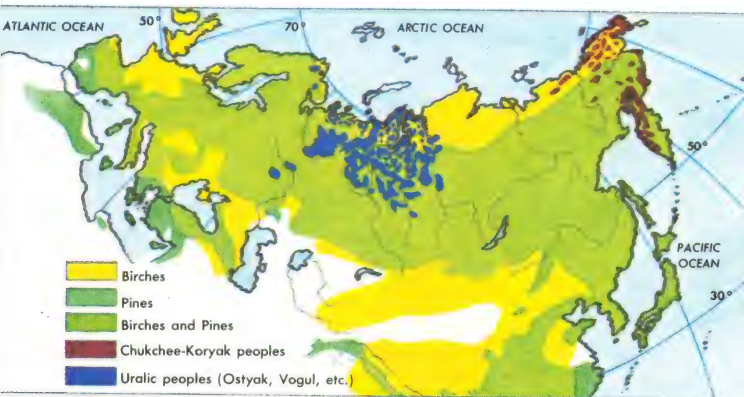 ATLANTIC OCEAN
50°
70°
ARCTIC OCEAN
50°
PACIFIC
OCEAN
30°
Birches
Pines
Birches and Pines
Chukchee-Koryak peoples
Uralic peoples (Ostyak, Vogul, etc.)